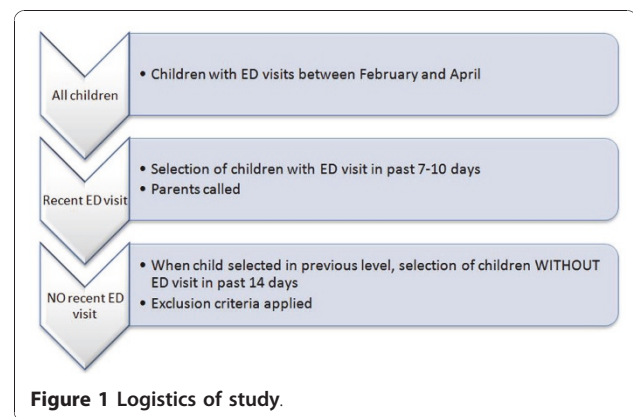 All children
• Children with ED visits between February and April
Recent ED visit
• Selection of children with ED visit in past 7-10 days
• Parents called
NO recent ED
visit
• When child selected in previous level, selection of children WITHOUT
ED visit in past 14 days
• Exclusion criteria applied
Figure 1 Logistics of study.